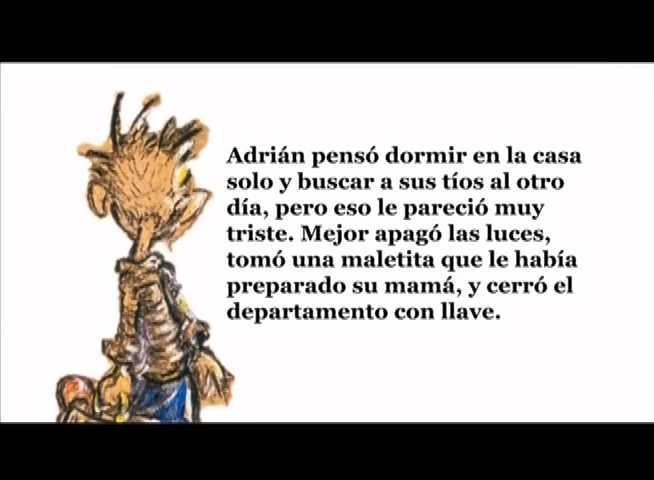 Adrián pensó dormir en la casa
solo y buscar a sus tíos al otro
día, pero eso le pareció muy
triste. Mejor apagó las luces,
tomó una maletita que le había
preparado su mamá, y cerró el
departamento con llave.